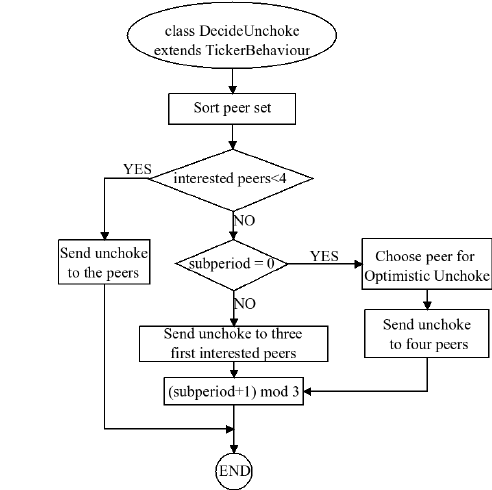 class DecideUnchoke
extends TickerBehaviour
Sort peer set
interested peers<4
YES
NO
Send unchoke
to the peers
subperiod = 0
YES
NO
Choose peer for
Optimistic Unchoke
Send unchoke to three
first interested peers
Send unchoke
to four peers
(subperiod+1) mod 3
END